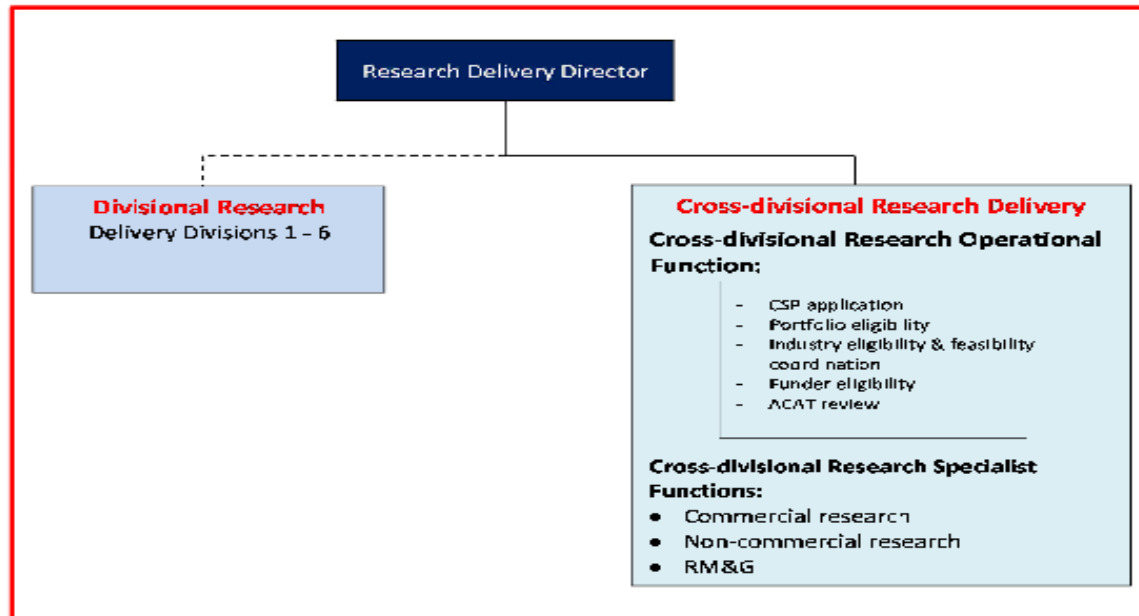 Research Delivery Director
Divisional Research
Delivery Divisions 1 - 6
Cross-divisional Research Delivery
Cross-divisional Research Operational
Function:
- CSP application
- Portfolio eligibility
- Industry eligibility & feasibility
coordination
- Funder eligibility
- ACAT review
Cross-divisional Research Specialist
Functions:
● Commercial research
● Non-commercial research
● RM&G